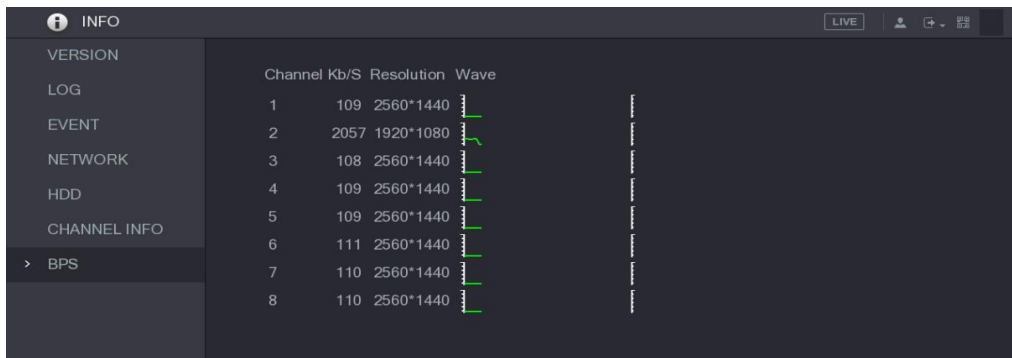 INFO
LIVE
VERSION
LOG
EVENT
NETWORK
HDD
CHANNEL INFO
> BPS
Channel Kb/S Resolution Wave
1 109 2560*1440
2 2057 1920*1080
3 108 2560*1440
4 109 2560*1440
5 109 2560*1440
6 111 2560*1440
7 110 2560*1440
8 110 2560*1440